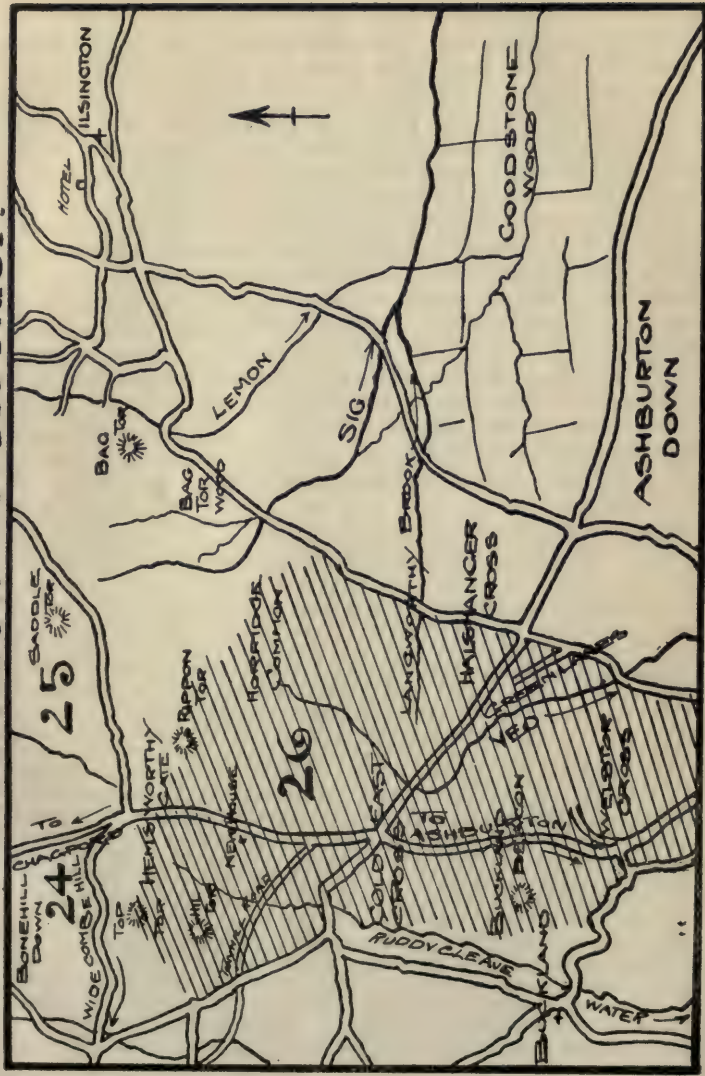 BONEHILL
DOWN
TO
CHAGFORD
24
WIDECOMBE HILL
TOP
TOR
25
SADDLE
TOR
HEMSWORTHY
GATE
RIPPON
TOR
NEWHOUSE
TOR
26
HORRIDGE
COMMON
BAG
TOR
BAG
TOR
WOOD
HOTEL
ILSINGTON
LEMON
SIG
GOODSTONE
WOOD
LANGWORTHY BROOK
HALSHANGER
CROSS
COLD EAST
CROSS
TO
ASHBURTON
GREEN LANES
BUCKLAND
BEACON
WELSTOR
CROSS
RUDDYCLEAVE
WATER
BUCKLAND
ASHBURTON
DOWN